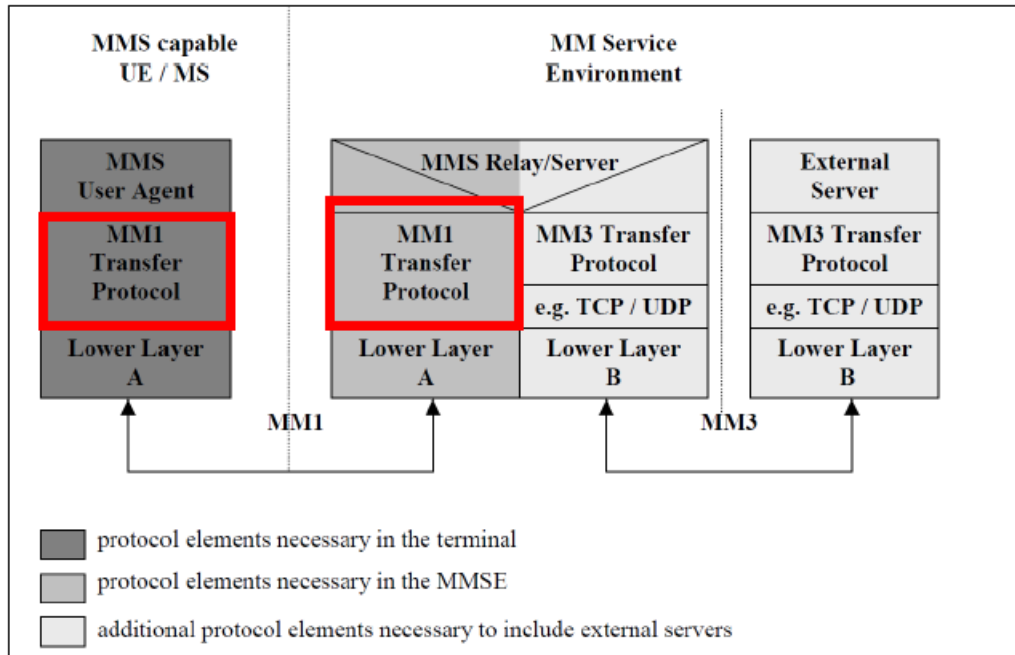 MMS capable
UE / MS
MM Service
Environment
MMS
User Agent
MMS Relay/Server
External
Server
MM1
Transfer
Protocol
MM1
Transfer
Protocol
MM3 Transfer
Protocol
MM3 Transfer
Protocol
e.g. TCP / UDP
e.g. TCP / UDP
Lower Layer
A
Lower Layer
A
Lower Layer
B
Lower Layer
B
MM1
MM3
protocol elements necessary in the terminal
protocol elements necessary in the MMSE
additional protocol elements necessary to include external servers